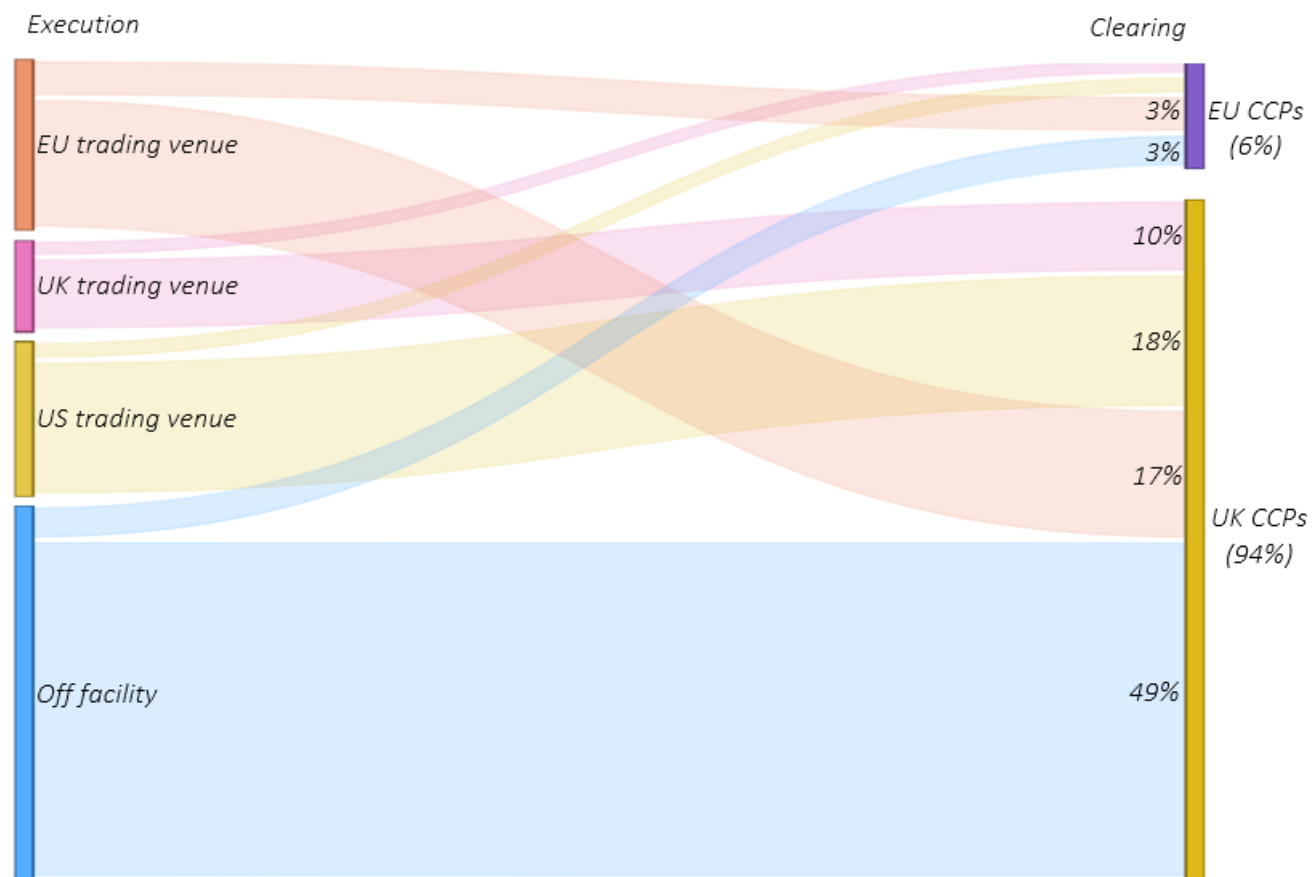 Execution
Clearing
EU trading venue
3%
3%
EU CCPs
(6%)
UK trading venue
10%
US trading venue
18%
17%
UK CCPs
(94%)
Off facility
49%